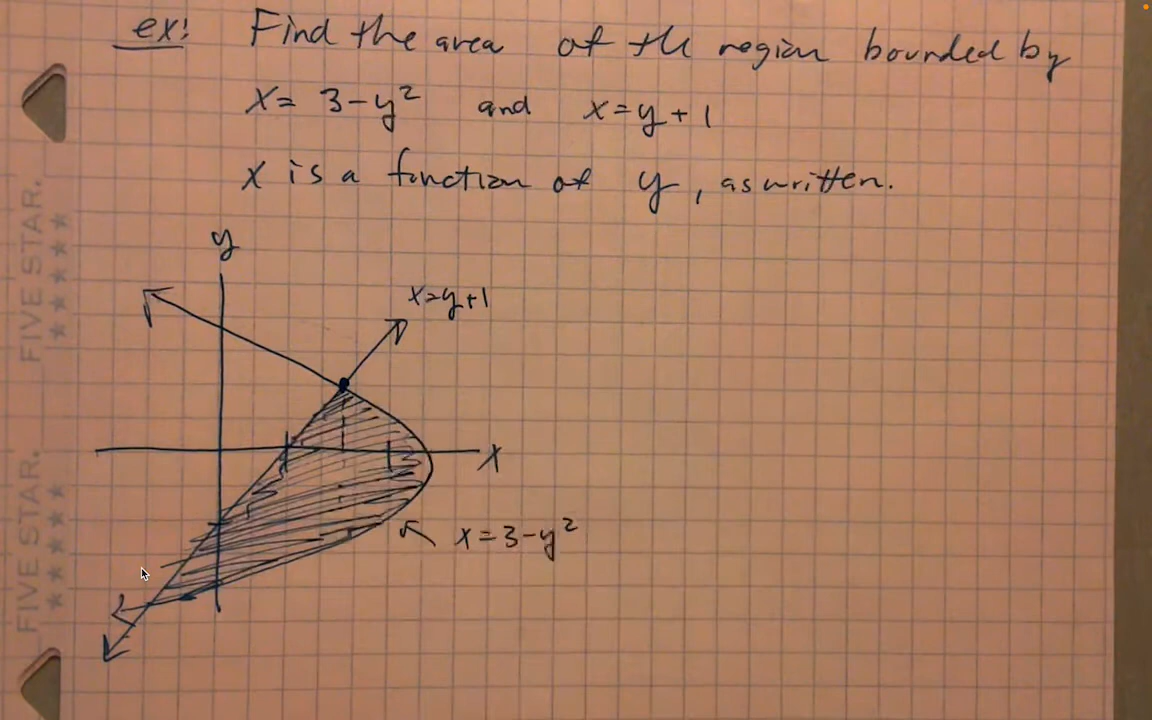 ex: Find the area of the region bounded by
x = 3 - y² and x = y + 1
x is a function of y, as written.
y
x = y + 1
x
x = 3 - y²
FIVE STAR.
FIVE STAR.